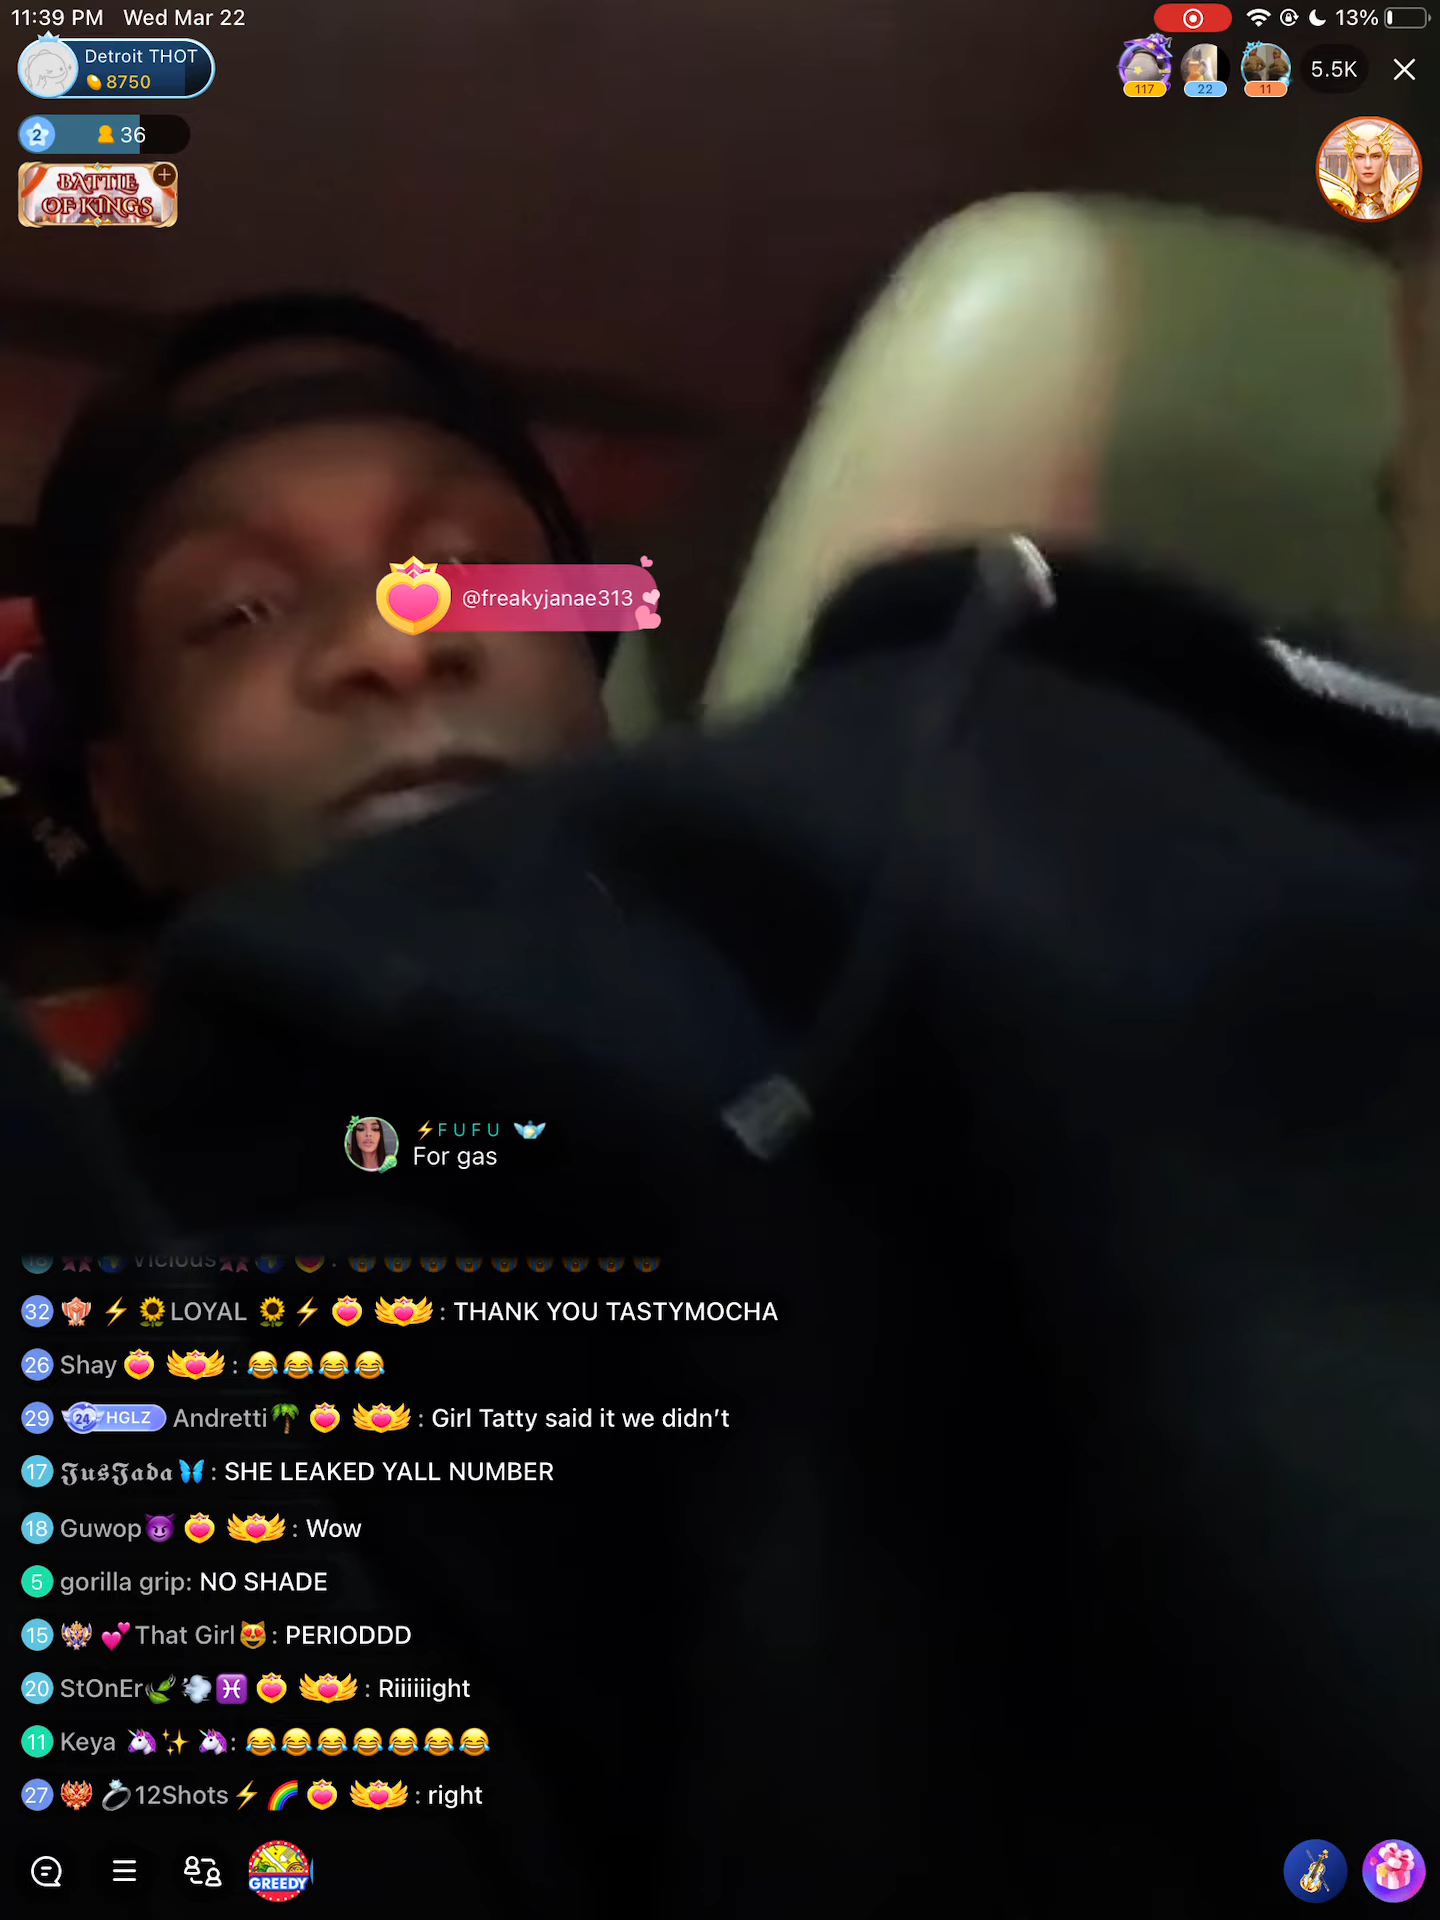 11:39 PM Wed Mar 22
13%
Detroit THOT
8750
117
22
11
5.5K
2
36
BATTLE
OF KINGS
@freakyjanae313
⚡FUFU
For gas
18 Vicious : 😭😭😭😭😭😭😭😭😭
32 ⚡🌻LOYAL 🌻⚡ : THANK YOU TASTYMOCHA
26 Shay : 😂😂😂😂
29 24 HGLZ Andretti🌴 : Girl Tatty said it we didn't
17 𝕵𝖚𝖘𝕵𝖆𝖉𝖆🦋: SHE LEAKED YALL NUMBER
18 Guwop😈 : Wow
5 gorilla grip: NO SHADE
15 💕That Girl😻: PERIODDD
20 StOnEr🍃💨♓ : Riiiiiight
11 Keya 🦄✨🦄: 😂😂😂😂😂😂😂
27 💍12Shots⚡🌈 : right
GREEDY